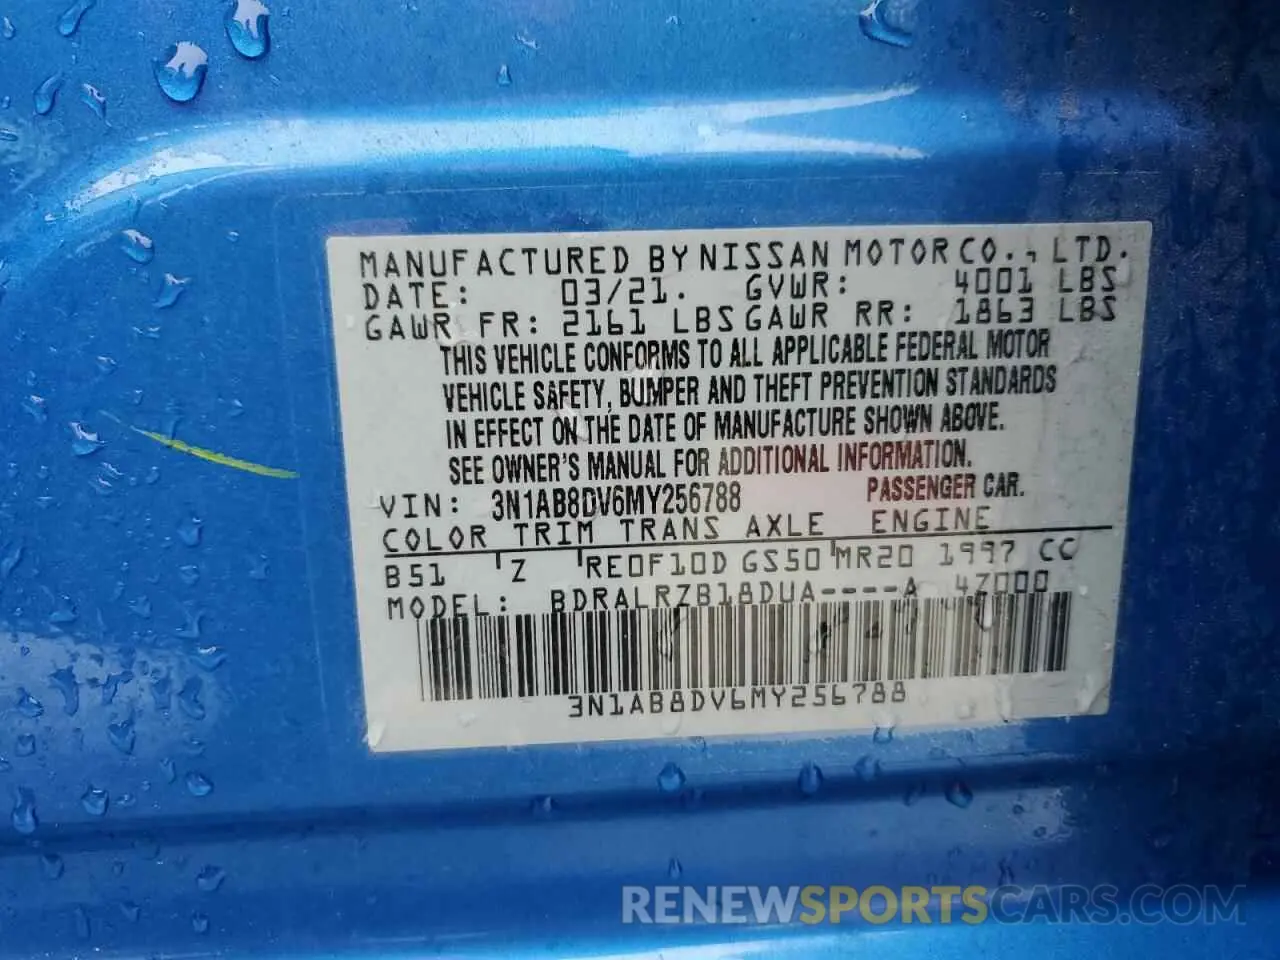 MANUFACTURED BY NISSAN MOTOR CO., LTD.
DATE: 03/21. GVWR: 4001 LBS
GAWR FR: 2161 LBS GAWR RR: 1863 LBS
THIS VEHICLE CONFORMS TO ALL APPLICABLE FEDERAL MOTOR
VEHICLE SAFETY, BUMPER AND THEFT PREVENTION STANDARDS
IN EFFECT ON THE DATE OF MANUFACTURE SHOWN ABOVE.
SEE OWNER'S MANUAL FOR ADDITIONAL INFORMATION.
VIN: 3N1AB8DV6MY256788 PASSENGER CAR.
COLOR TRIM TRANS AXLE ENGINE
B51 Z RE0F10D GS50 MR20 1997 CC
MODEL: BDRALRZB18DUA----A 4Z000
3N1AB8DV6MY256788
RENEWSPORTSCARS.COM